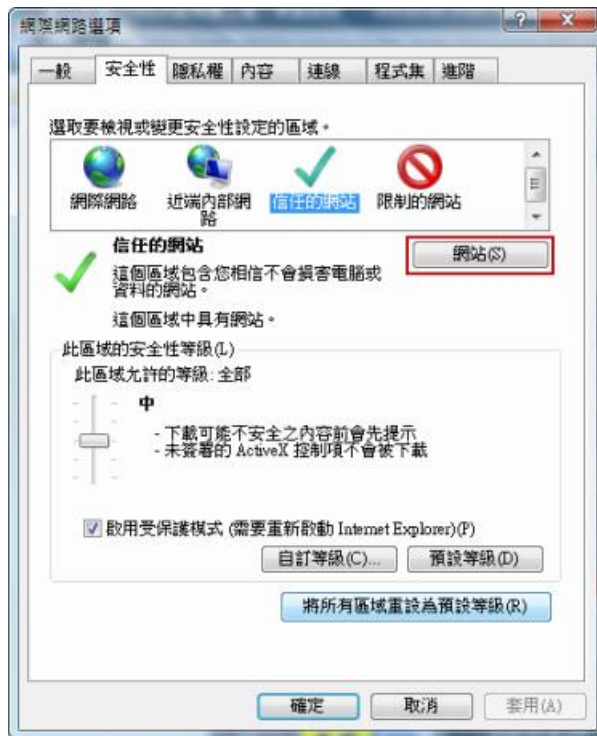 網際網路選項
一般 安全性 隱私權 內容 連線 程式集 進階
選取要檢視或變更安全性設定的區域。
網際網路 近端內部網路 信任的網站 限制的網站
信任的網站
網站(S)
這個區域包含您相信不會損害電腦或
資料的網站。
這個區域中具有網站。
此區域的安全性等級(L)
此區域允許的等級: 全部
中
- 下載可能不安全之內容前會先提示
- 未簽署的 ActiveX 控制項不會被下載
啟用受保護模式 (需要重新啟動 Internet Explorer)(P)
自訂等級(C)... 預設等級(D)
將所有區域重設為預設等級(R)
確定 取消 套用(A)